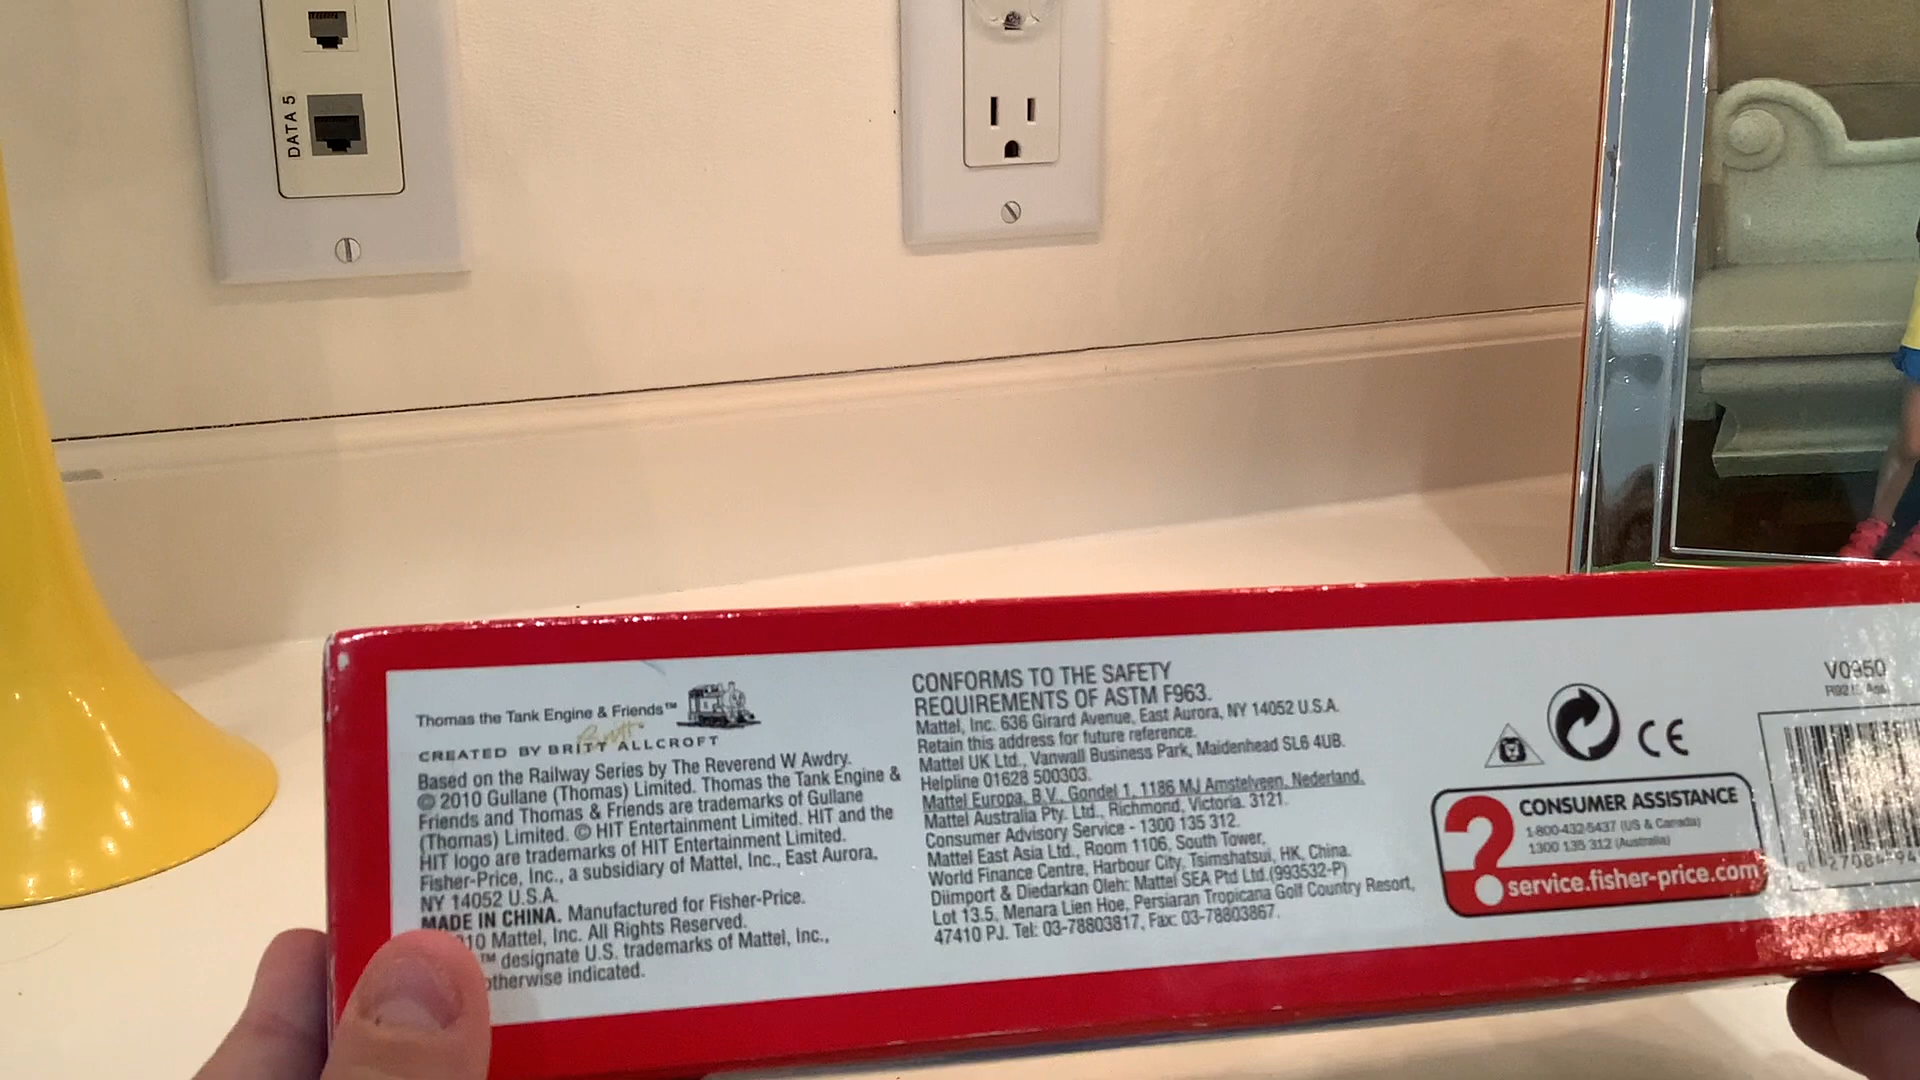 DATA 5
Thomas the Tank Engine & Friends™
CREATED BY BRITT ALLCROFT
Based on the Railway Series by The Reverend W Awdry.
© 2010 Gullane (Thomas) Limited. Thomas the Tank Engine &
Friends and Thomas & Friends are trademarks of Gullane
(Thomas) Limited. © HIT Entertainment Limited. HIT and the
HIT logo are trademarks of HIT Entertainment Limited.
Fisher-Price, Inc., a subsidiary of Mattel, Inc., East Aurora,
NY 14052 U.S.A.
MADE IN CHINA. Manufactured for Fisher-Price.
10 Mattel, Inc. All Rights Reserved.
™ designate U.S. trademarks of Mattel, Inc.,
otherwise indicated.
CONFORMS TO THE SAFETY
REQUIREMENTS OF ASTM F963.
Mattel, Inc. 636 Girard Avenue, East Aurora, NY 14052 U.S.A.
Retain this address for future reference.
Mattel UK Ltd., Vanwall Business Park, Maidenhead SL6 4UB.
Helpline 01628 500303.
Mattel Europa, B.V., Gondel 1, 1186 MJ Amstelveen, Nederland.
Mattel Australia Pty. Ltd., Richmond, Victoria. 3121.
Consumer Advisory Service - 1300 135 312.
Mattel East Asia Ltd., Room 1106, South Tower,
World Finance Centre, Harbour City, Tsimshatsui, HK, China.
Diimport & Diedarkan Oleh: Mattel SEA Ptd Ltd.(993532-P)
Lot 13.5, Menara Lien Hoe, Persiaran Tropicana Golf Country Resort,
47410 PJ. Tel: 03-78803817, Fax: 03-78803867.
CE
? CONSUMER ASSISTANCE
1-800-432-5437 (US & Canada)
1300 135 312 (Australia)
service.fisher-price.com
V0950